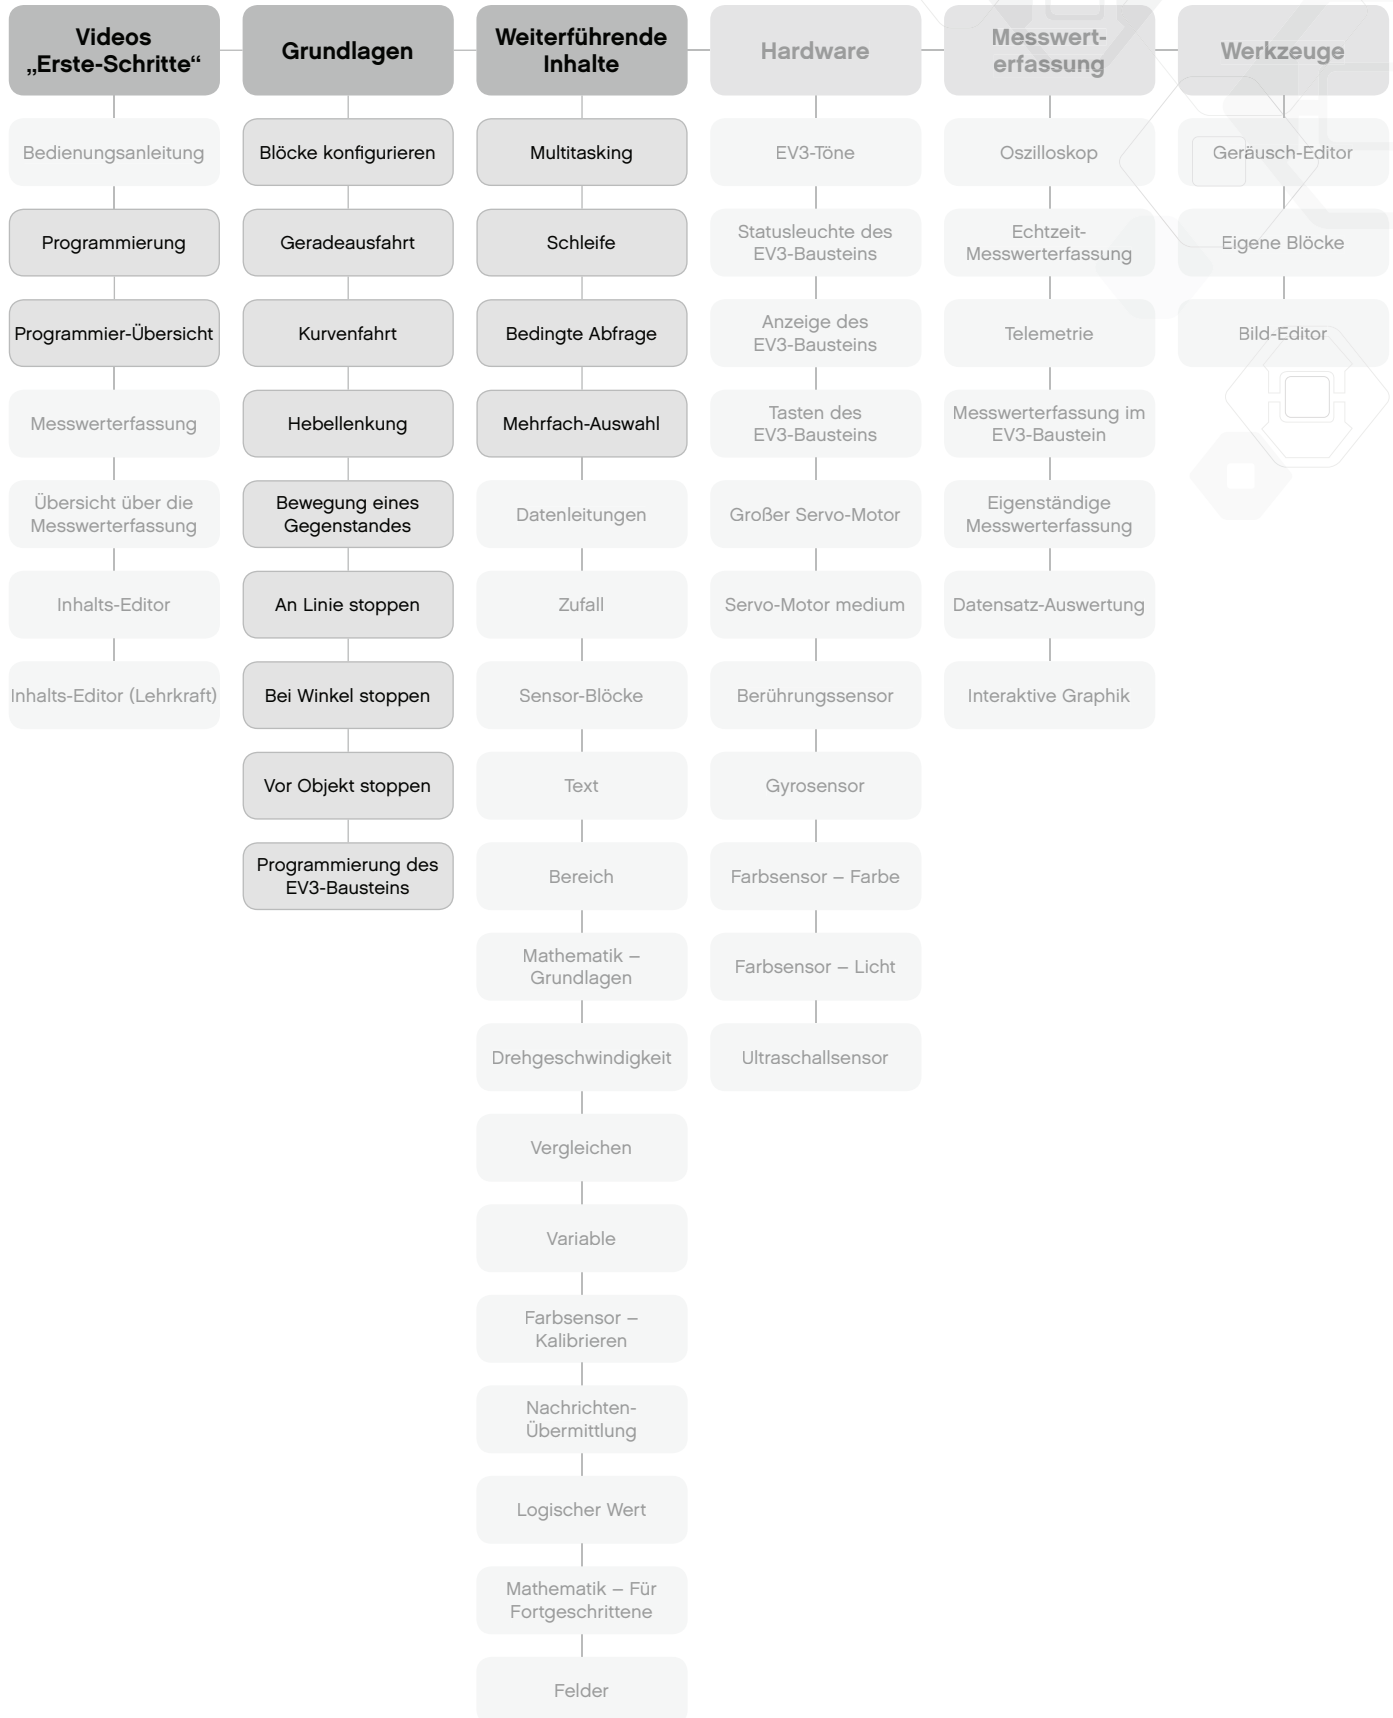 Videos
„Erste-Schritte“
Bedienungsanleitung
Programmierung
Programmier-Übersicht
Messwerterfassung
Übersicht über die
Messwerterfassung
Inhalts-Editor
Inhalts-Editor (Lehrkraft)
Grundlagen
Blöcke konfigurieren
Geradeausfahrt
Kurvenfahrt
Hebellenkung
Bewegung eines
Gegenstandes
An Linie stoppen
Bei Winkel stoppen
Vor Objekt stoppen
Programmierung des
EV3-Bausteins
Weiterführende
Inhalte
Multitasking
Schleife
Bedingte Abfrage
Mehrfach-Auswahl
Datenleitungen
Zufall
Sensor-Blöcke
Text
Bereich
Mathematik –
Grundlagen
Drehgeschwindigkeit
Vergleichen
Variable
Farbsensor –
Kalibrieren
Nachrichten-
Übermittlung
Logischer Wert
Mathematik – Für
Fortgeschrittene
Felder
Hardware
EV3-Töne
Statusleuchte des
EV3-Bausteins
Anzeige des
EV3-Bausteins
Tasten des
EV3-Bausteins
Großer Servo-Motor
Servo-Motor medium
Berührungssensor
Gyrosensor
Farbsensor – Farbe
Farbsensor – Licht
Ultraschallsensor
Messwert-
erfassung
Oszilloskop
Echtzeit-
Messwerterfassung
Telemetrie
Messwerterfassung im
EV3-Baustein
Eigenständige
Messwerterfassung
Datensatz-Auswertung
Interaktive Graphik
Werkzeuge
Geräusch-Editor
Eigene Blöcke
Bild-Editor